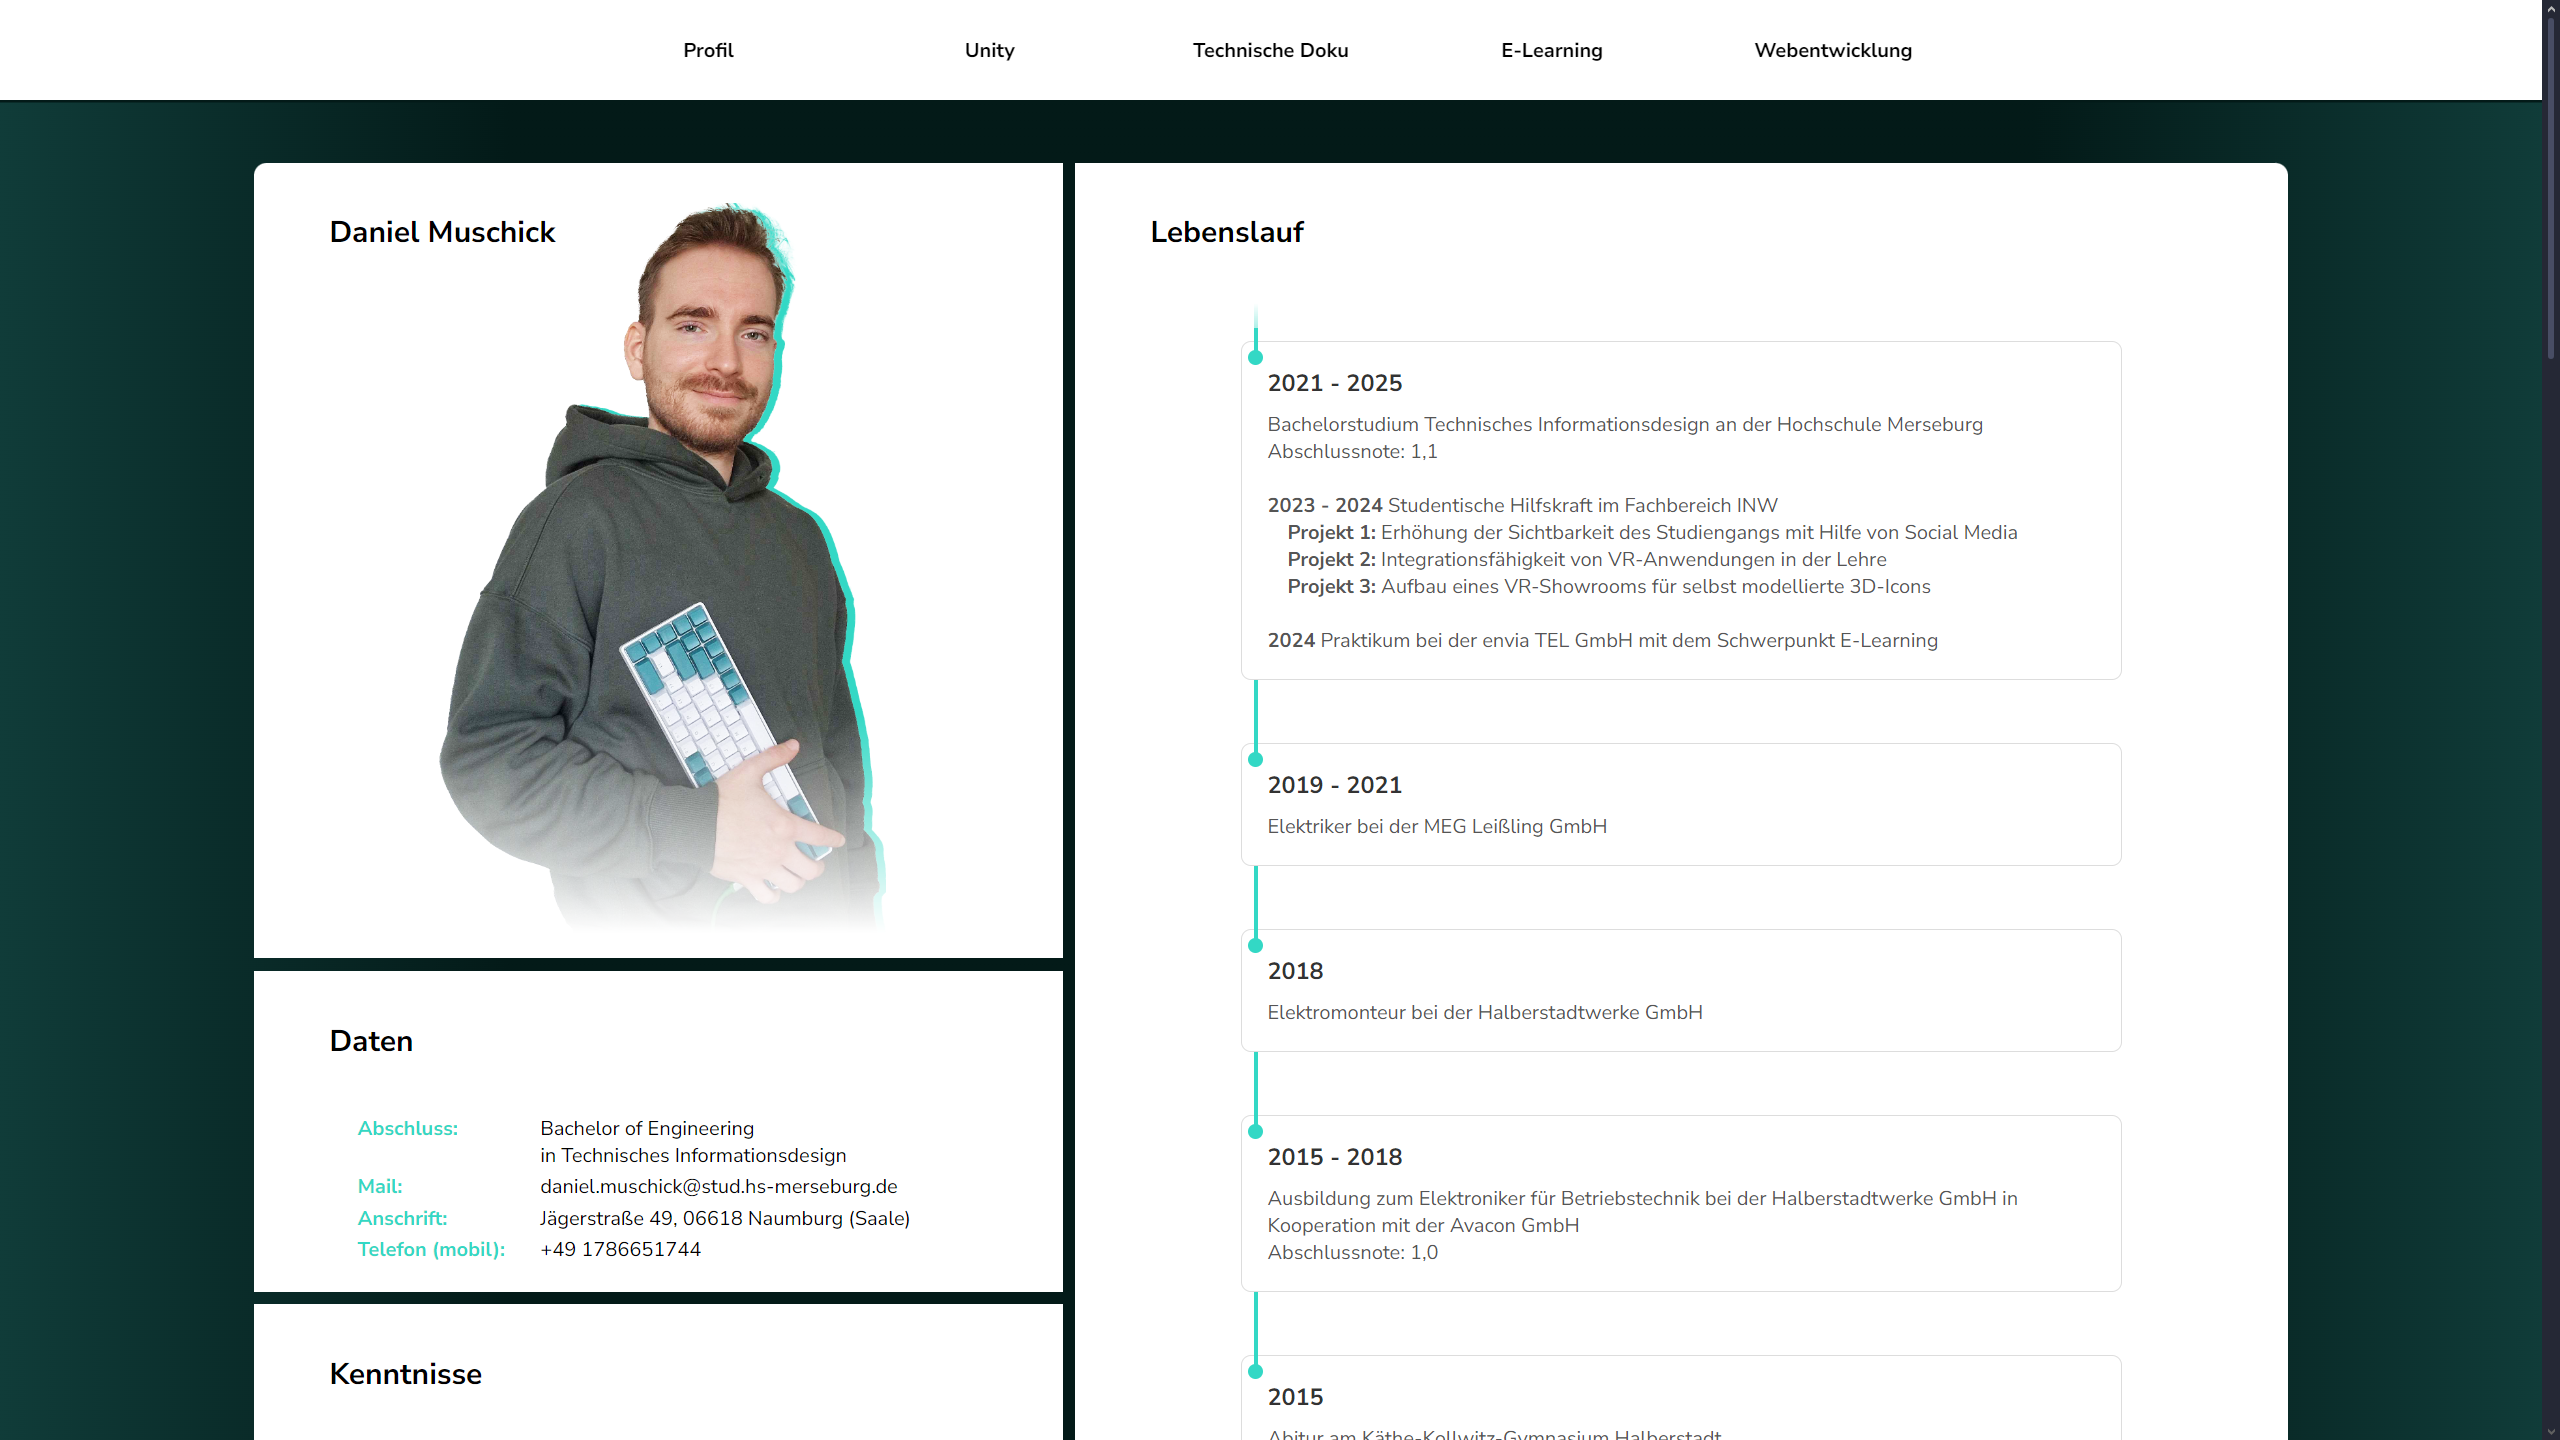 Profil
Unity
Technische Doku
E-Learning
Webentwicklung
Daniel Muschick
Daten
Abschluss: Bachelor of Engineering
in Technisches Informationsdesign
Mail: daniel.muschick@stud.hs-merseburg.de
Anschrift: Jägerstraße 49, 06618 Naumburg (Saale)
Telefon (mobil): +49 1786651744
Kenntnisse
Lebenslauf
2021 - 2025
Bachelorstudium Technisches Informationsdesign an der Hochschule Merseburg
Abschlussnote: 1,1
2023 - 2024 Studentische Hilfskraft im Fachbereich INW
Projekt 1: Erhöhung der Sichtbarkeit des Studiengangs mit Hilfe von Social Media
Projekt 2: Integrationsfähigkeit von VR-Anwendungen in der Lehre
Projekt 3: Aufbau eines VR-Showrooms für selbst modellierte 3D-Icons
2024 Praktikum bei der envia TEL GmbH mit dem Schwerpunkt E-Learning
2019 - 2021
Elektriker bei der MEG Leißling GmbH
2018
Elektromonteur bei der Halberstadtwerke GmbH
2015 - 2018
Ausbildung zum Elektroniker für Betriebstechnik bei der Halberstadtwerke GmbH in
Kooperation mit der Avacon GmbH
Abschlussnote: 1,0
2015
Abitur am Käthe-Kollwitz-Gymnasium Halberstadt